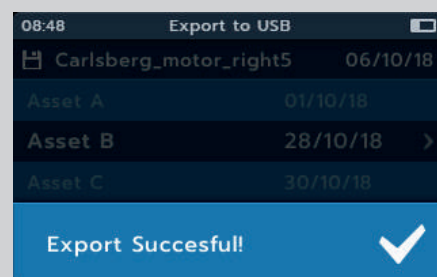 08:48 Export to USB
Carlsberg_motor_right5 06/10/18
Asset A 01/10/18
Asset B 28/10/18 >
Asset C 30/10/18
Export Succesful!